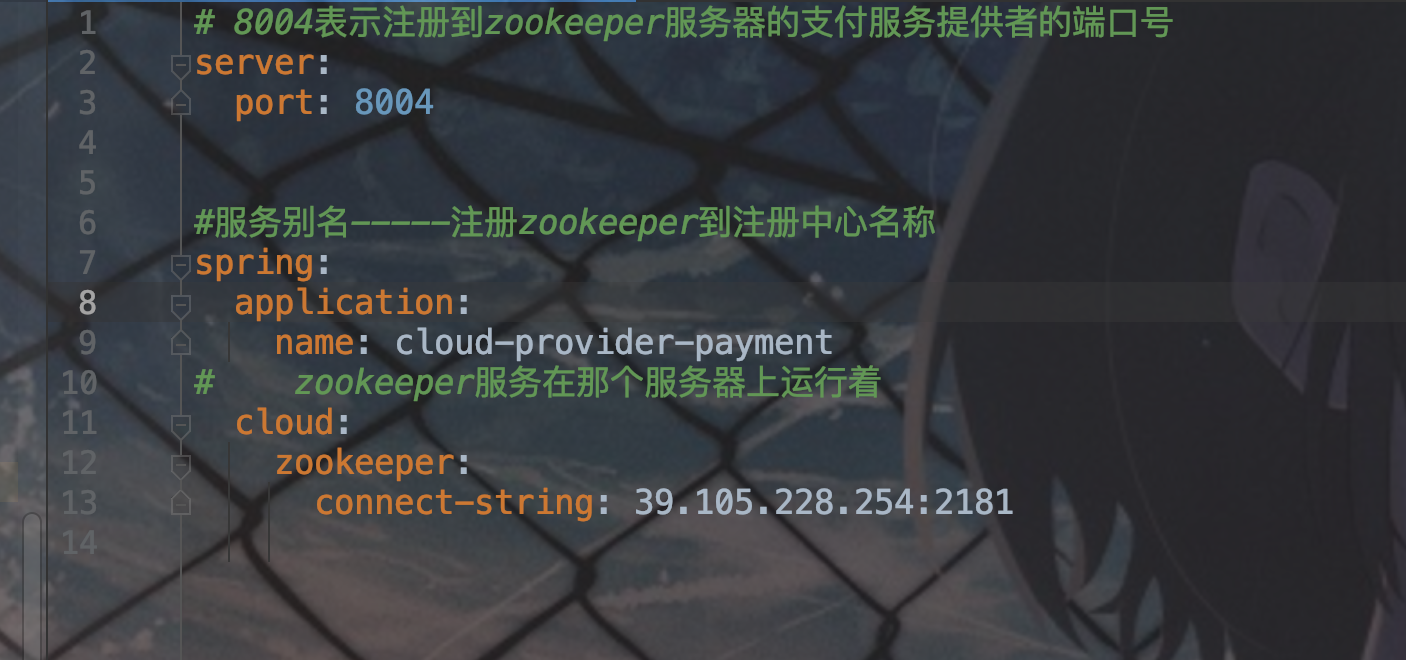 1 # 8004表示注册到zookeeper服务器的支付服务提供者的端口号
2 server:
3   port: 8004
4
5
6 #服务别名-----注册zookeeper到注册中心名称
7 spring:
8   application:
9     name: cloud-provider-payment
10 #    zookeeper服务在那个服务器上运行着
11   cloud:
12     zookeeper:
13       connect-string: 39.105.228.254:2181
14